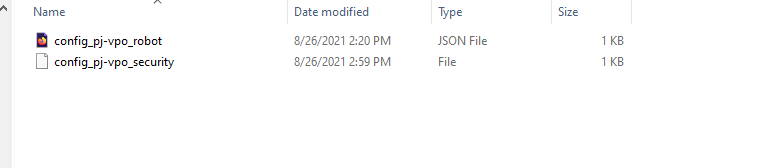 Name Date modified Type Size
config_pj-vpo_robot 8/26/2021 2:20 PM JSON File 1 KB
config_pj-vpo_security 8/26/2021 2:59 PM File 1 KB